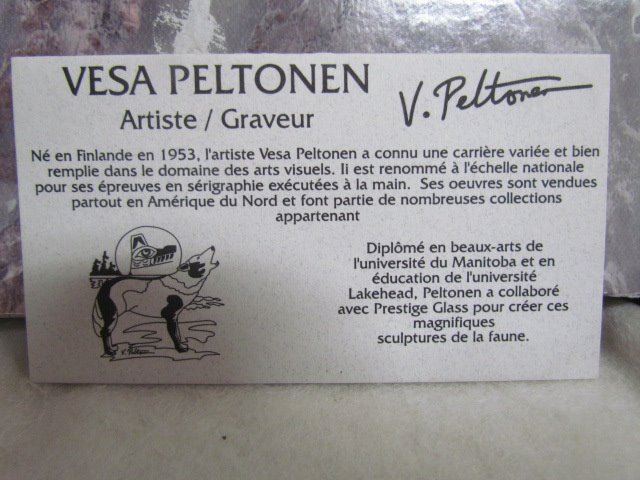 VESA PELTONEN
V. Peltonen
Artiste / Graveur
Né en Finlande en 1953, l'artiste Vesa Peltonen a connu une carrière variée et bien
remplie dans le domaine des arts visuels. Ii est renommé à l'échelle nationale
pour ses épreuves en sérigraphie exécutées à la main. Ses oeuvres sont vendues
partout en Amérique du Nord et font partie de nombreuses collections
appartenant
Diplômé en beaux-arts de
l'université du Manitoba et en
éducation de l'université
Lakehead, Peltonen a collaboré
avec Prestige Glass pour créer ces
magnifiques
sculptures de la faune.